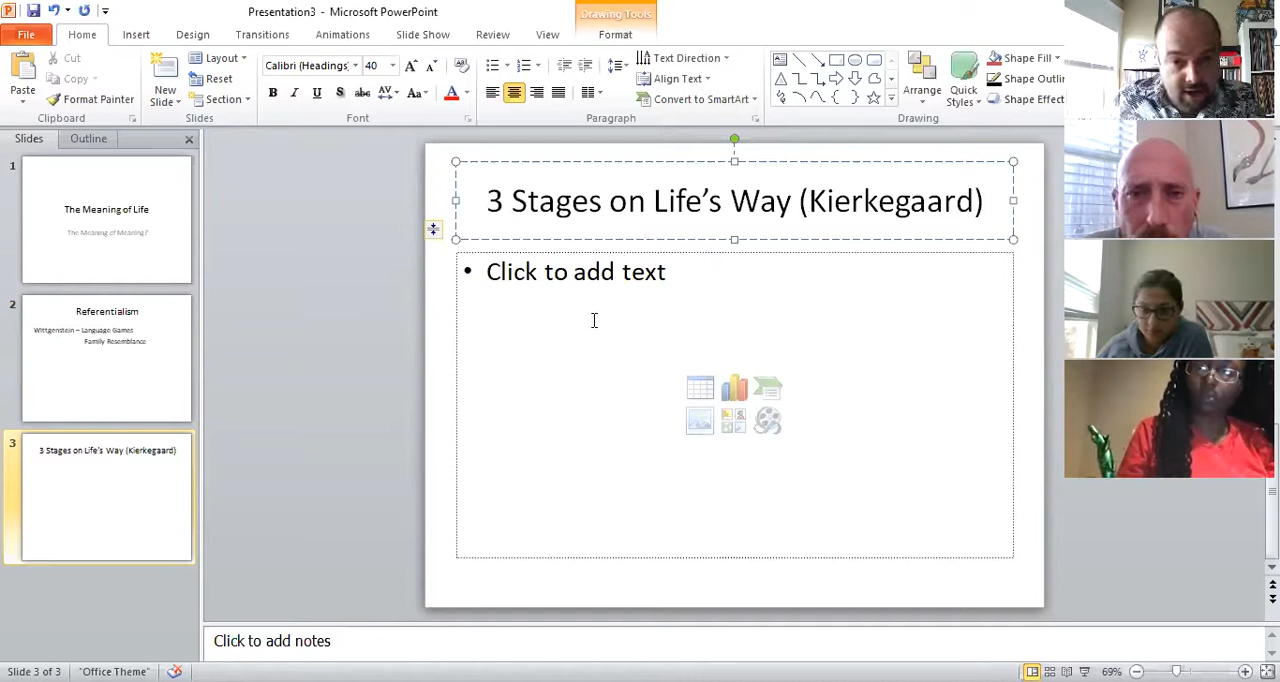 Presentation3 - Microsoft PowerPoint
Drawing Tools
File Home Insert Design Transitions Animations Slide Show Review View Format
Paste
Cut
Copy
Format Painter
Clipboard
New Slide
Layout
Reset
Section
Slides
Calibri (Headings) 40
Font
Text Direction
Align Text
Convert to SmartArt
Paragraph
Arrange
Quick Styles
Shape Fill
Shape Outlin
Shape Effect
Drawing
Slides Outline
1
The Meaning of Life
The Meaning of Meaning?
2
Referentialism
Wittgenstein – Language Games
Family Resemblance
3
3 Stages on Life's Way (Kierkegaard)
3 Stages on Life's Way (Kierkegaard)
• Click to add text
Click to add notes
Slide 3 of 3 "Office Theme" 69%